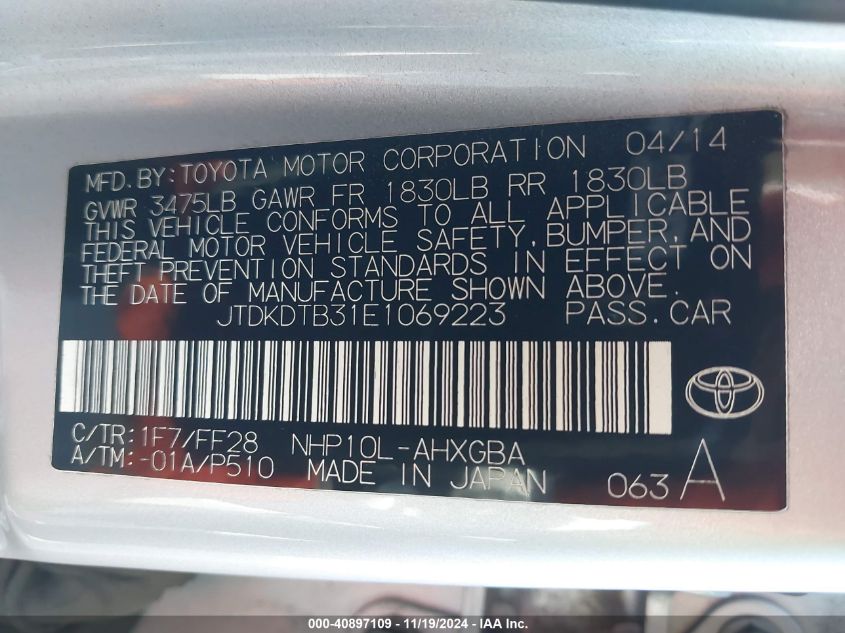 MFD. BY: TOYOTA MOTOR CORPORATION 04/14
GVWR 3475LB GAWR FR 1830LB RR 1830LB
THIS VEHICLE CONFORMS TO ALL APPLICABLE
FEDERAL MOTOR VEHICLE SAFETY, BUMPER, AND
THEFT PREVENTION STANDARDS IN EFFECT ON
THE DATE OF MANUFACTURE SHOWN ABOVE.
JTDKDTB31E1069223 PASS. CAR
C/TR: 1F7/FF28 NHP10L-AHXGBA
A/TM: -01A/P510 MADE IN JAPAN 063 A
000-40897109 - 11/19/2024 - IAA Inc.